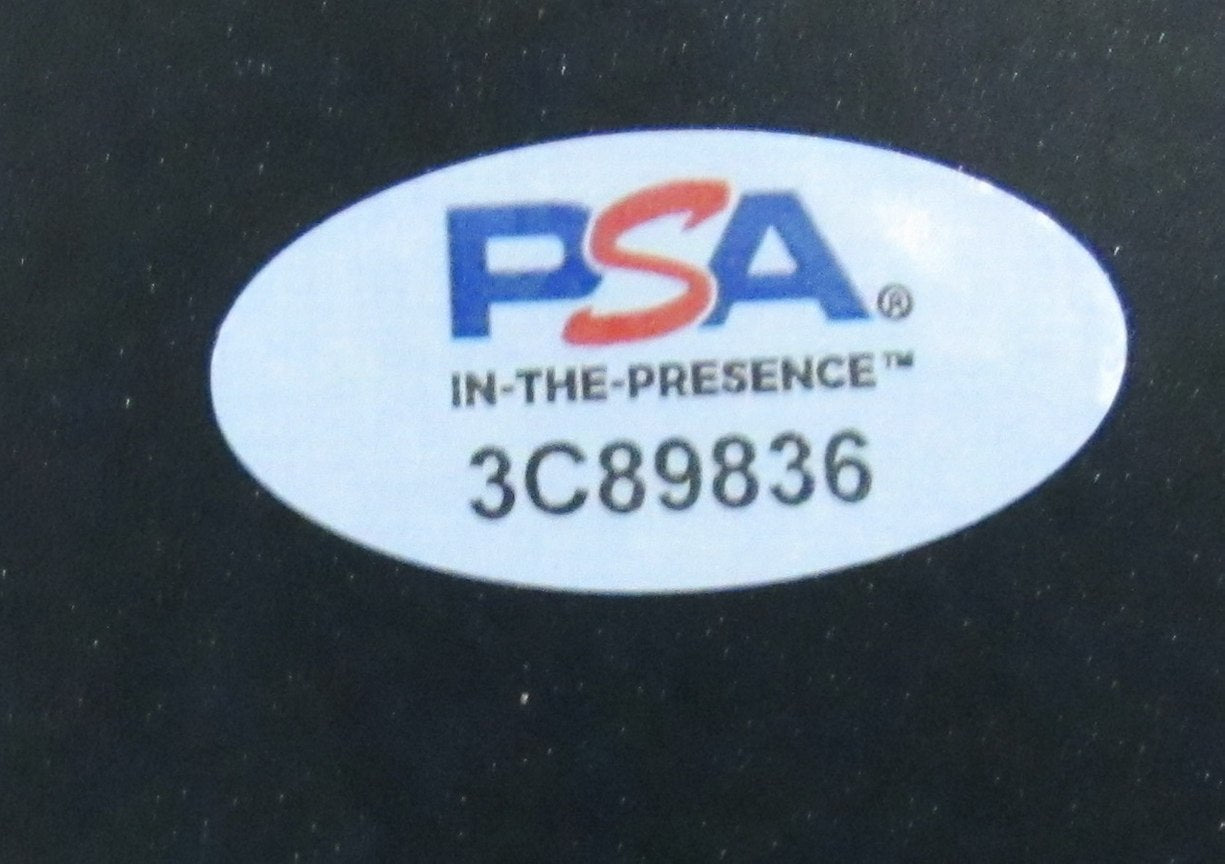 PSA®
IN-THE-PRESENCE™
3C89836